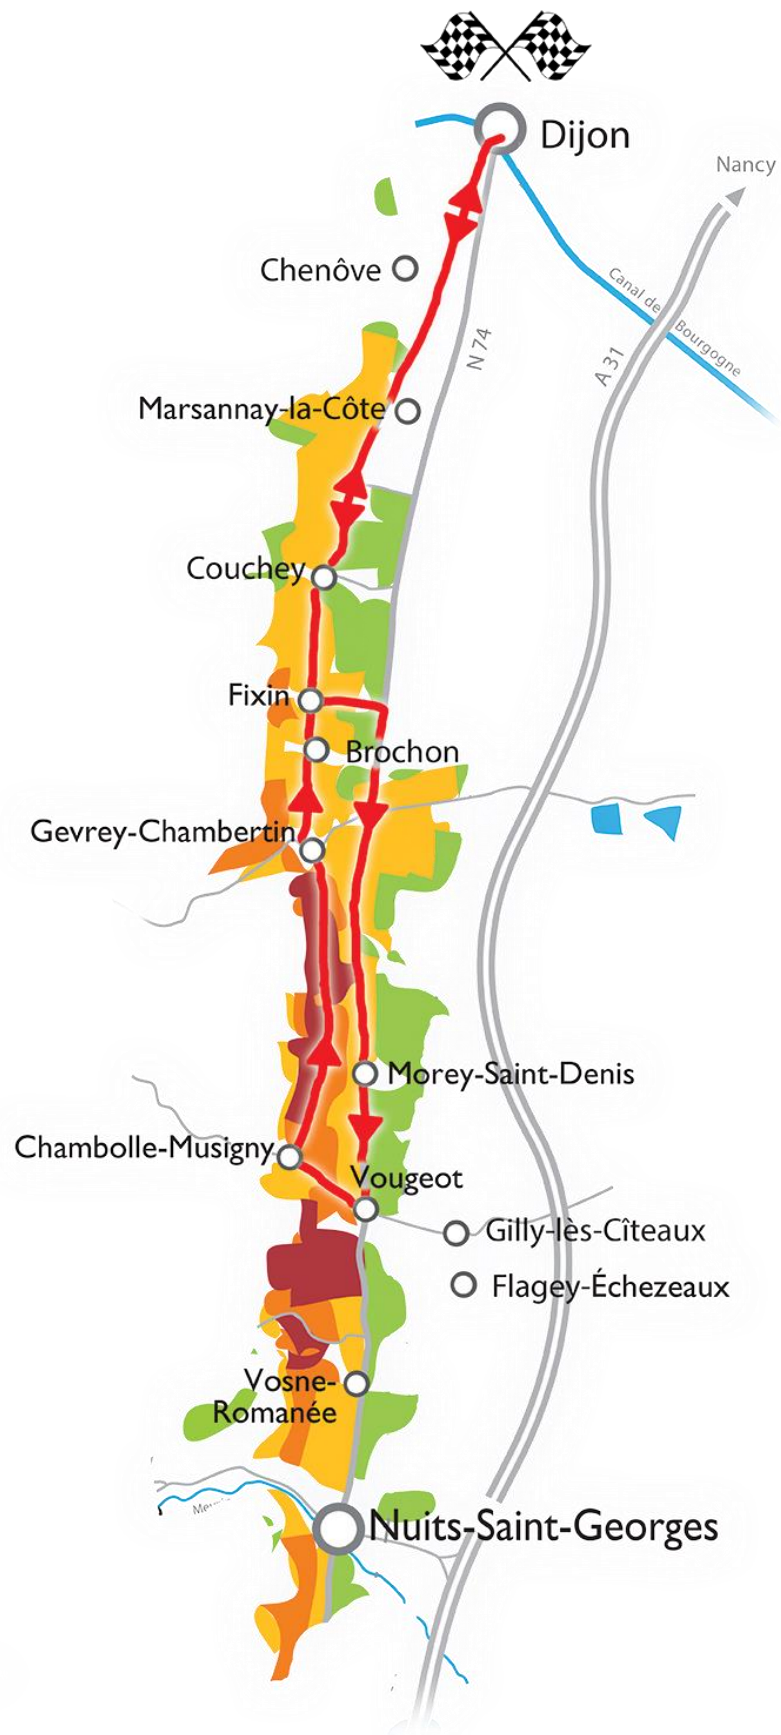 Dijon
Nancy
Chenôve
Canal de
Bourgogne
N 74
A 31
Marsannay-la-Côte
Couchey
Fixin
Brochon
Gevrey-Chambertin
Morey-Saint-Denis
Chambolle-Musigny
Vougeot
Gilly-lès-Cîteaux
Flagey-Échezeaux
Vosne-
Romanée
Nuits-Saint-Georges